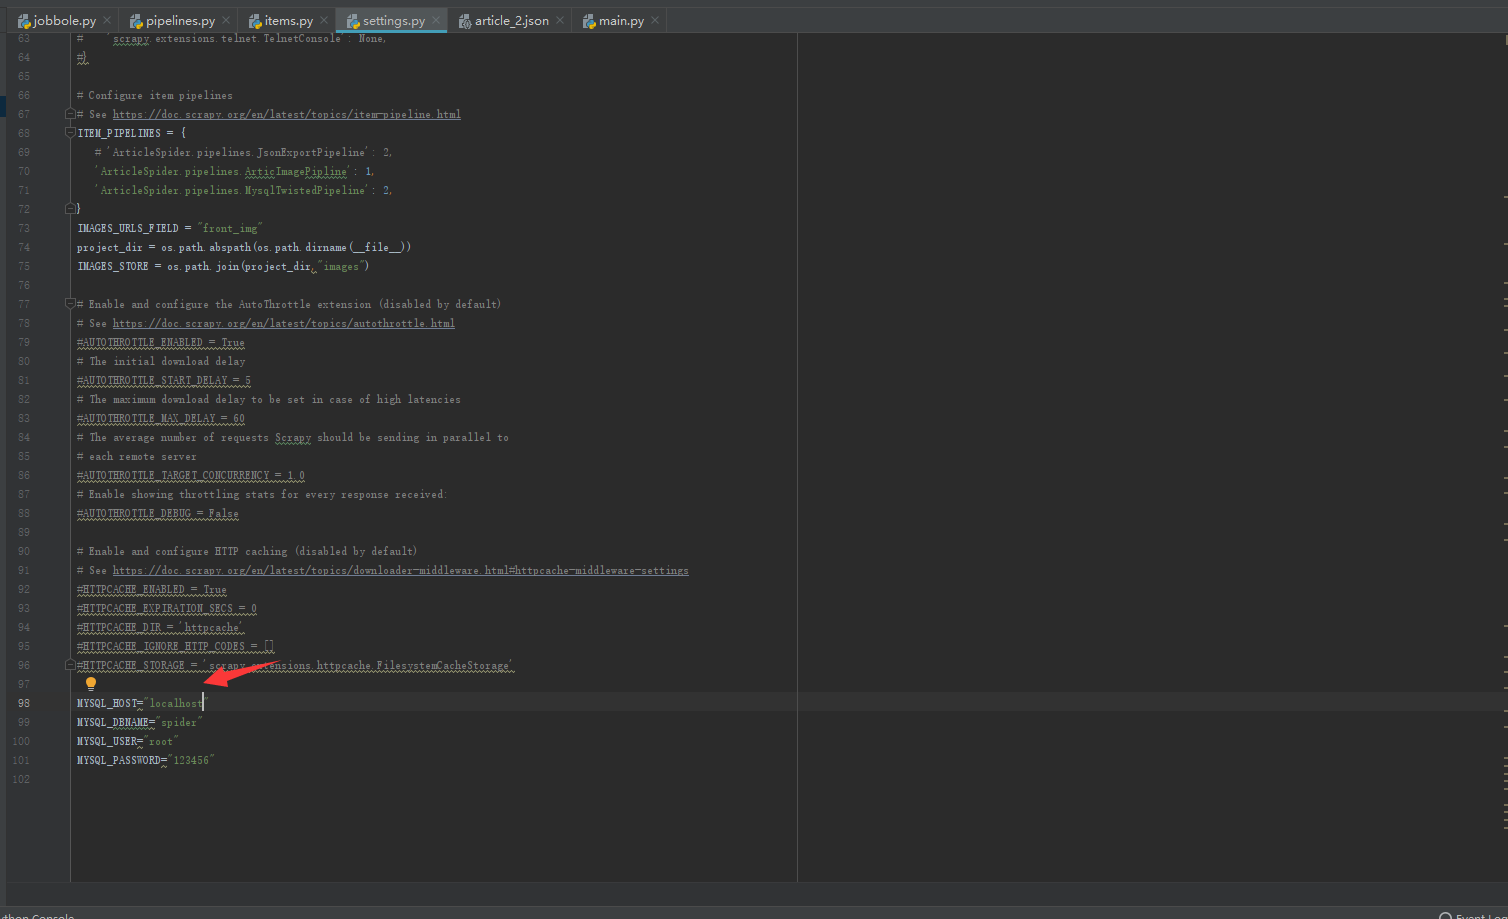 jobbole.py pipelines.py items.py settings.py article_2.json main.py
63 # 'scrapy.extensions.telnet.TelnetConsole': None,
64 #}
65
66 # Configure item pipelines
67 # See https://doc.scrapy.org/en/latest/topics/item-pipeline.html
68 ITEM_PIPELINES = {
69 # 'ArticleSpider.pipelines.JsonExportPipeline': 2,
70 'ArticleSpider.pipelines.ArticImagePipline': 1,
71 'ArticleSpider.pipelines.MysqlTwistedPipeline': 2,
72 }
73 IMAGES_URLS_FIELD = "front_img"
74 project_dir = os.path.abspath(os.path.dirname(__file__))
75 IMAGES_STORE = os.path.join(project_dir,"images")
76
77 # Enable and configure the AutoThrottle extension (disabled by default)
78 # See https://doc.scrapy.org/en/latest/topics/autothrottle.html
79 #AUTOTHROTTLE_ENABLED = True
80 # The initial download delay
81 #AUTOTHROTTLE_START_DELAY = 5
82 # The maximum download delay to be set in case of high latencies
83 #AUTOTHROTTLE_MAX_DELAY = 60
84 # The average number of requests Scrapy should be sending in parallel to
85 # each remote server
86 #AUTOTHROTTLE_TARGET_CONCURRENCY = 1.0
87 # Enable showing throttling stats for every response received:
88 #AUTOTHROTTLE_DEBUG = False
89
90 # Enable and configure HTTP caching (disabled by default)
91 # See https://doc.scrapy.org/en/latest/topics/downloader-middleware.html#httpcache-middleware-settings
92 #HTTPCACHE_ENABLED = True
93 #HTTPCACHE_EXPIRATION_SECS = 0
94 #HTTPCACHE_DIR = 'httpcache'
95 #HTTPCACHE_IGNORE_HTTP_CODES = []
96 #HTTPCACHE_STORAGE = 'scrapy.extensions.httpcache.FilesystemCacheStorage'
97
98 MYSQL_HOST="localhost"
99 MYSQL_DBNAME="spider"
100 MYSQL_USER="root"
101 MYSQL_PASSWORD="123456"
102
ython Console Event Log